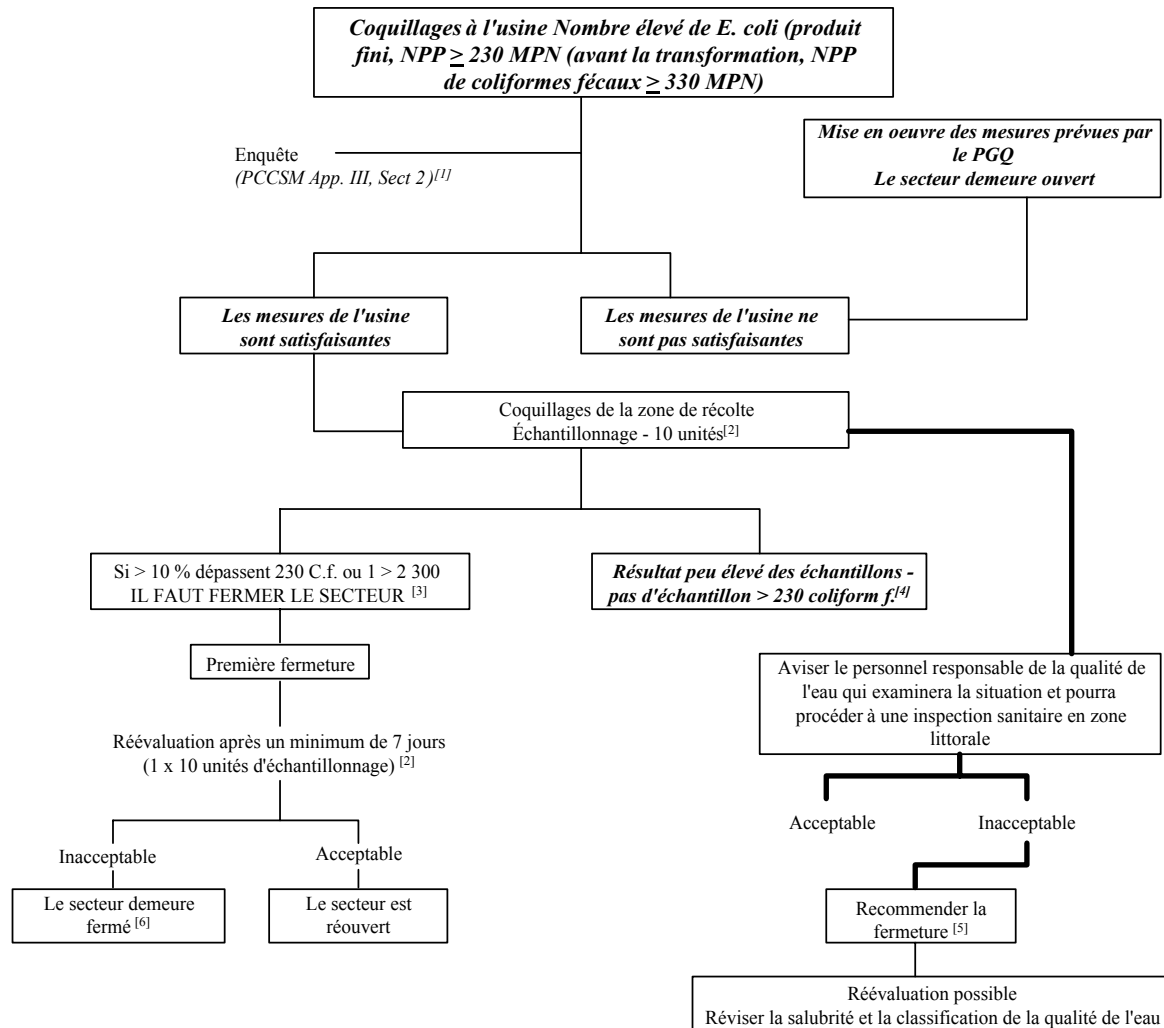 Coquillages à l'usine Nombre élevé de E. coli (produit
fini, NPP ≥ 230 MPN (avant la transformation, NPP
de coliformes fécaux ≥ 330 MPN)
Enquête
(PCCSM App. III, Sect 2)[1]
Mise en oeuvre des mesures prévues par
le PGQ
Le secteur demeure ouvert
Les mesures de l'usine
sont satisfaisantes
Les mesures de l'usine ne
sont pas satisfaisantes
Coquillages de la zone de récolte
Échantillonnage - 10 unités[2]
Si > 10 % dépassent 230 C.f. ou 1 > 2 300
IL FAUT FERMER LE SECTEUR [3]
Résultat peu élevé des échantillons -
pas d'échantillon > 230 coliform f.[4]
Première fermeture
Réévaluation après un minimum de 7 jours
(1 x 10 unités d'échantillonnage) [2]
Aviser le personnel responsable de la qualité de
l'eau qui examinera la situation et pourra
procéder à une inspection sanitaire en zone
littorale
Acceptable
Inacceptable
Inacceptable
Acceptable
Le secteur demeure
fermé [6]
Le secteur est
réouvert
Recommender la
fermeture [5]
Réévaluation possible
Réviser la salubrité et la classification de la qualité de l'eau